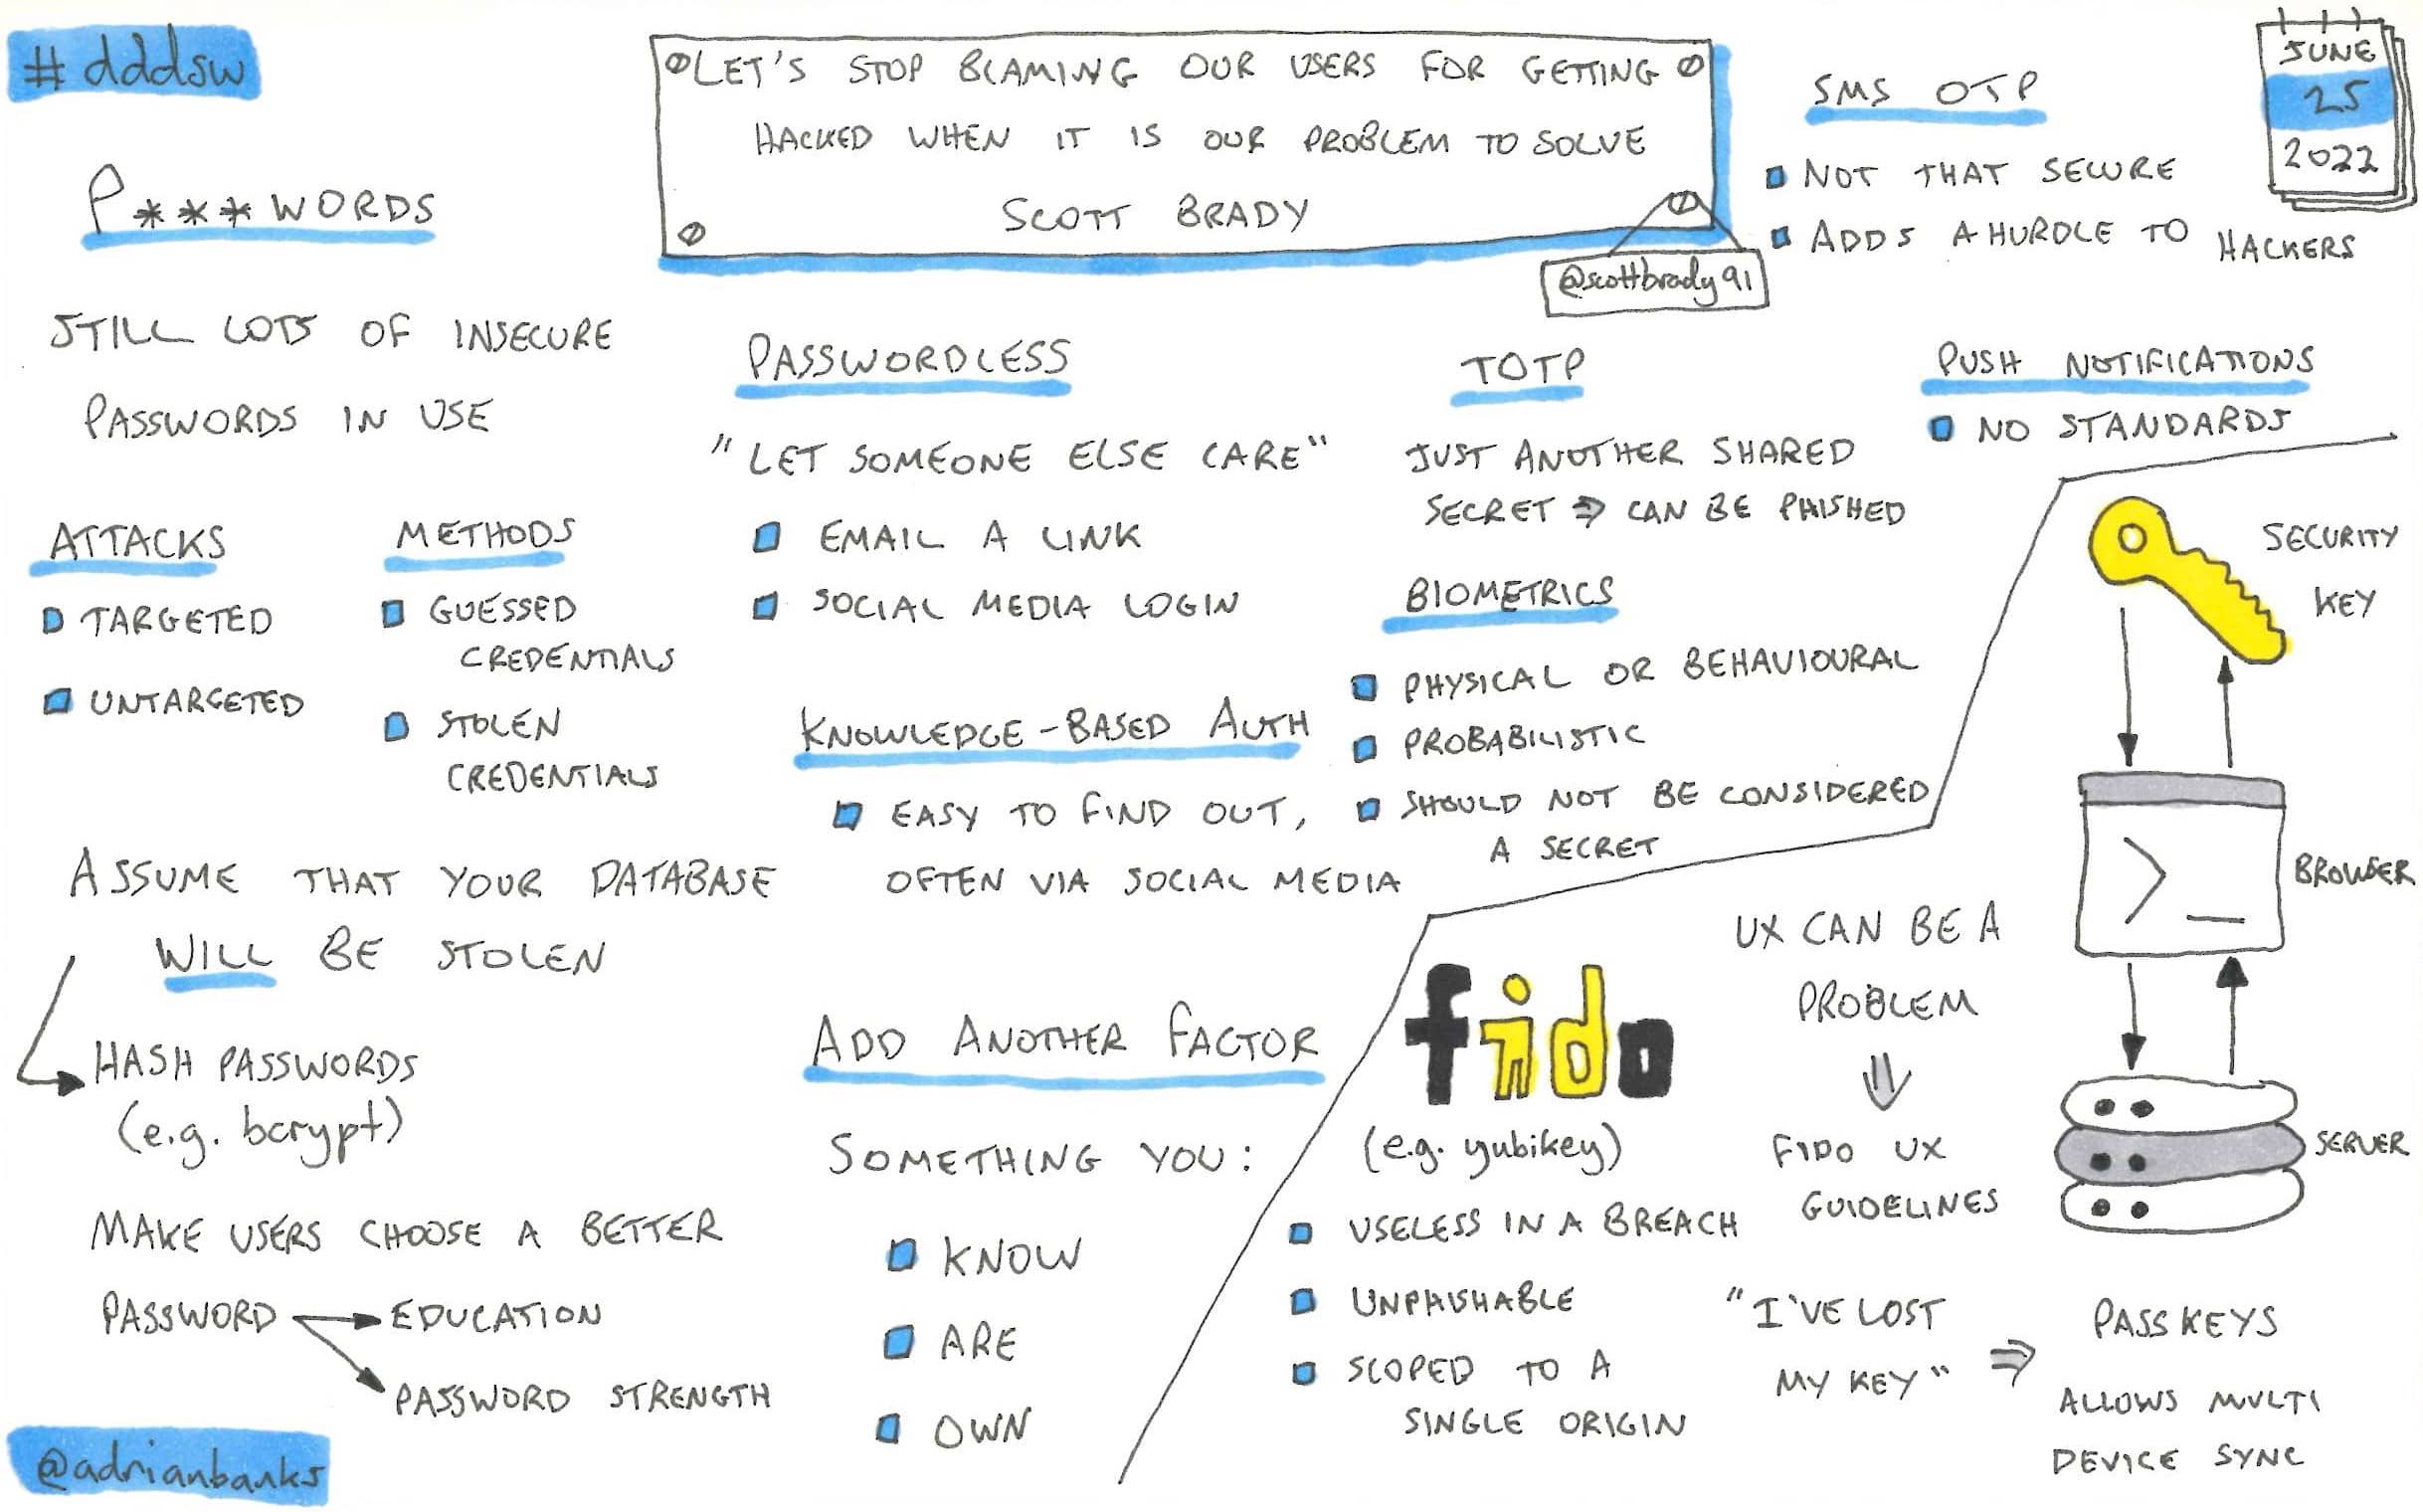 #dddsw
LET'S STOP BLAMING OUR USERS FOR GETTING
HACKED WHEN IT IS OUR PROBLEM TO SOLVE
SCOTT BRADY
@scottbrady91
JUNE
25
2022
P***WORDS
STILL LOTS OF INSECURE
PASSWORDS IN USE
ATTACKS
TARGETED
UNTARGETED
METHODS
GUESSED
CREDENTIALS
STOLEN
CREDENTIALS
ASSUME THAT YOUR DATABASE
WILL BE STOLEN
HASH PASSWORDS
(e.g. bcrypt)
MAKE USERS CHOOSE A BETTER
PASSWORD → EDUCATION
PASSWORD STRENGTH
@adrianbanks
PASSWORDLESS
"LET SOMEONE ELSE CARE"
EMAIL A LINK
SOCIAL MEDIA LOGIN
KNOWLEDGE-BASED AUTH
EASY TO FIND OUT,
OFTEN VIA SOCIAL MEDIA
ADD ANOTHER FACTOR
SOMETHING YOU:
KNOW
ARE
OWN
SMS OTP
NOT THAT SECURE
ADDS A HURDLE TO HACKERS
TOTP
JUST ANOTHER SHARED
SECRET ⇒ CAN BE PHISHED
PUSH NOTIFICATIONS
NO STANDARDS
BIOMETRICS
PHYSICAL OR BEHAVIOURAL
PROBABILISTIC
SHOULD NOT BE CONSIDERED
A SECRET
fido
(e.g. yubikey)
USELESS IN A BREACH
UNPHISHABLE
SCOPED TO A
SINGLE ORIGIN
UX CAN BE A
PROBLEM
FIDO UX
GUIDELINES
"I'VE LOST
MY KEY" ⇒
PASSKEYS
ALLOWS MULTI
DEVICE SYNC
SECURITY
KEY
BROWSER
SERVER